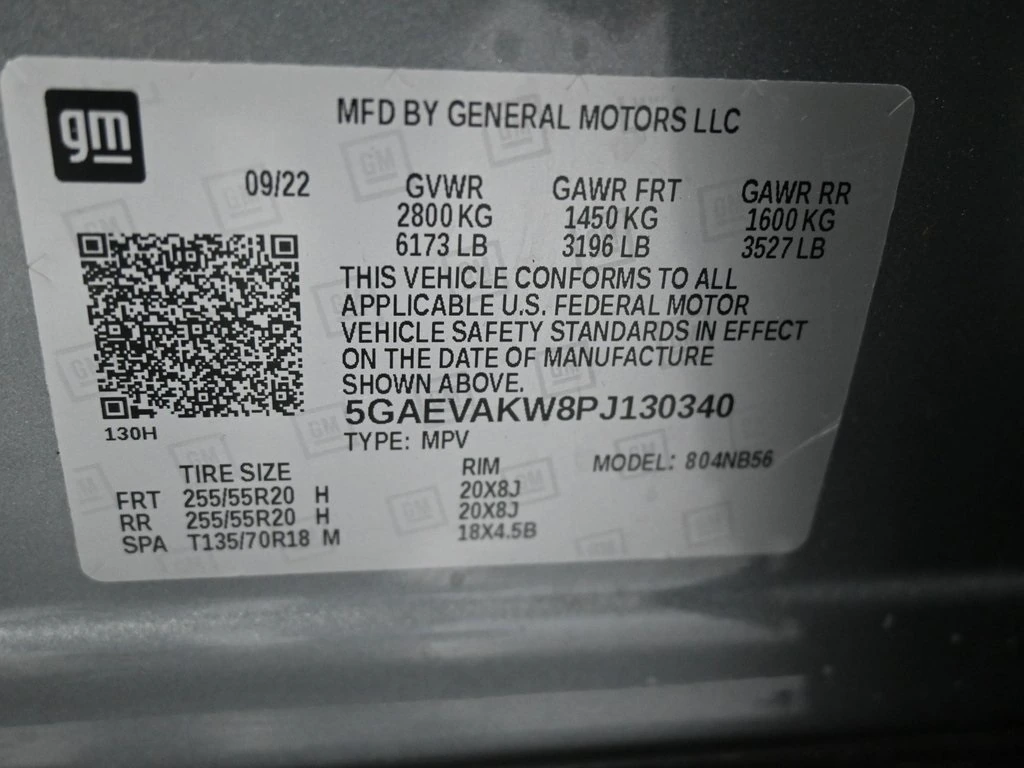 gm
MFD BY GENERAL MOTORS LLC
09/22 GVWR GAWR FRT GAWR RR
2800 KG 1450 KG 1600 KG
6173 LB 3196 LB 3527 LB
THIS VEHICLE CONFORMS TO ALL
APPLICABLE U.S. FEDERAL MOTOR
VEHICLE SAFETY STANDARDS IN EFFECT
ON THE DATE OF MANUFACTURE
SHOWN ABOVE.
5GAEVAKW8PJ130340
130H
TYPE: MPV
TIRE SIZE RIM MODEL: 804NB56
FRT 255/55R20 H 20X8J
RR 255/55R20 H 20X8J
SPA T135/70R18 M 18X4.5B